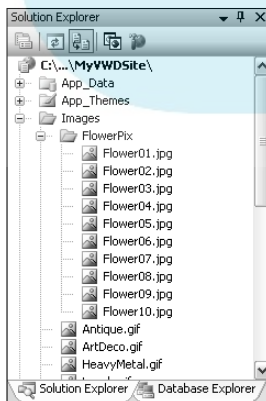 Solution Explorer
C:\...\MyVWDSite\
App_Data
App_Themes
Images
FlowerPix
Flower01.jpg
Flower02.jpg
Flower03.jpg
Flower04.jpg
Flower05.jpg
Flower06.jpg
Flower07.jpg
Flower08.jpg
Flower09.jpg
Flower10.jpg
Antique.gif
ArtDeco.gif
HeavyMetal.gif
Solution Explorer Database Explorer